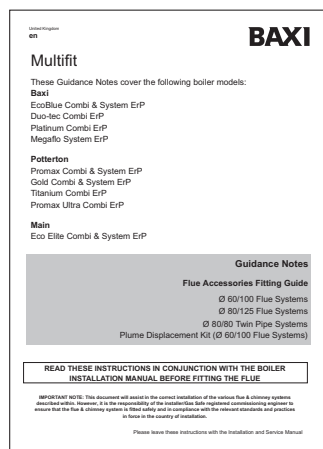 United Kingdom
en
BAXI
Multifit
These Guidance Notes cover the following boiler models:
Baxi
EcoBlue Combi & System ErP
Duo-tec Combi ErP
Platinum Combi ErP
Megaflo System ErP
Potterton
Promax Combi & System ErP
Gold Combi & System ErP
Titanium Combi ErP
Promax Ultra Combi ErP
Main
Eco Elite Combi & System ErP
Guidance Notes
Flue Accessories Fitting Guide
Ø 60/100 Flue Systems
Ø 80/125 Flue Systems
Ø 80/80 Twin Pipe Systems
Plume Displacement Kit (Ø 60/100 Flue Systems)
READ THESE INSTRUCTIONS IN CONJUNCTION WITH THE BOILER
INSTALLATION MANUAL BEFORE FITTING THE FLUE
IMPORTANT NOTE: This document will assist in the correct installation of the various flue & chimney systems
described within. However, it is the responsibility of the installer/Gas Safe registered commissioning engineer to
ensure that the flue & chimney system is fitted safely and in compliance with the relevant standards and practices
in force in the country of installation.
Please leave these instructions with the Installation and Service Manual